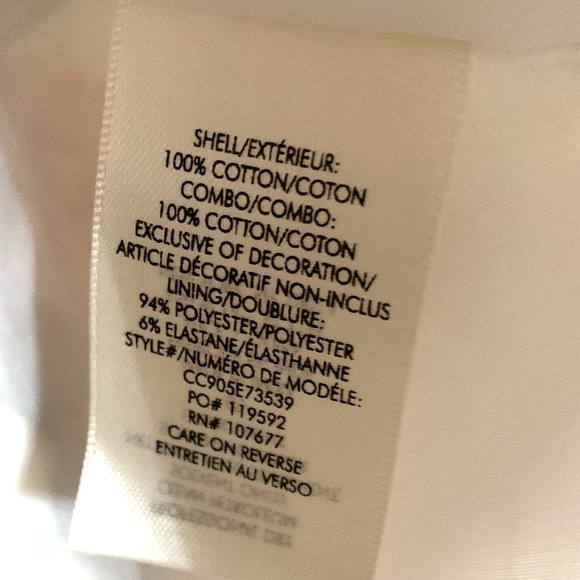 SHELL/EXTÉRIEUR:
100% COTTON/COTON
COMBO/COMBO:
100% COTTON/COTON
EXCLUSIVE OF DECORATION/
ARTICLE DÉCORATIF NON-INCLUS
LINING/DOUBLURE:
94% POLYESTER/POLYESTER
6% ELASTANE/ÉLASTHANNE
STYLE#/NUMÉRO DE MODÉLE:
CC905E73539
PO# 119592
RN# 107677
CARE ON REVERSE
ENTRETIEN AU VERSO